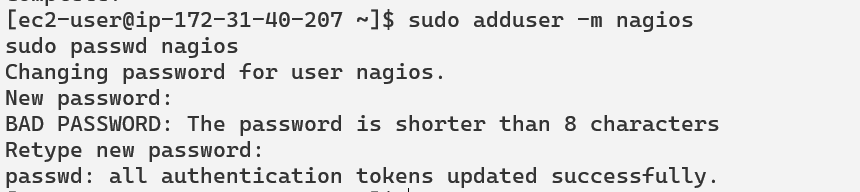 [ec2-user@ip-172-31-40-207 ~]$ sudo adduser -m nagios
sudo passwd nagios
Changing password for user nagios.
New password:
BAD PASSWORD: The password is shorter than 8 characters
Retype new password:
passwd: all authentication tokens updated successfully.